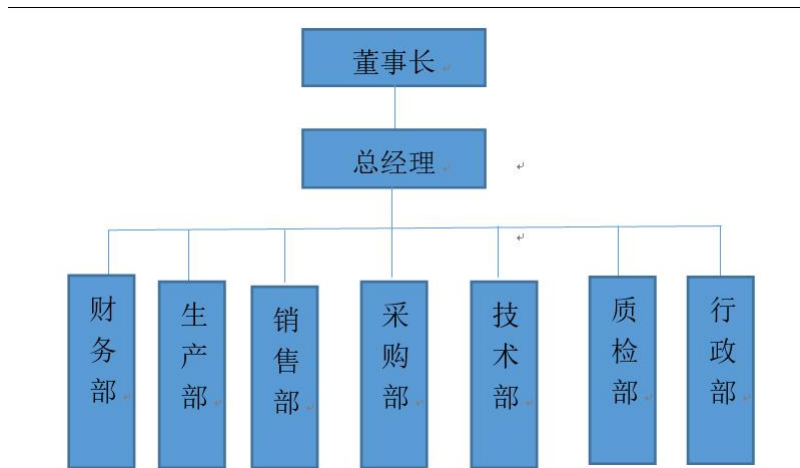 董事长
总经理
财务部
生产部
销售部
采购部
技术部
质检部
行政部